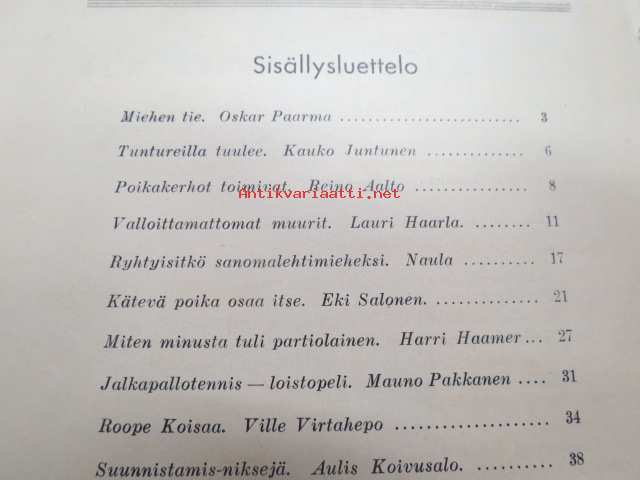 Sisällysluettelo
Miehen tie. Oskar Paarma .......................... 3
Tuntureilla tuulee. Kauko Juntunen .............. 6
Poikakerhot toimivat. Reino Aalto ............... 8
Antikvariaatti.net
Valloittamattomat muurit. Lauri Haarla. ........ 11
Ryhtyisitkö sanomalehtimieheksi. Naula .......... 17
Kätevä poika osaa itse. Eki Salonen. ............ 21
Miten minusta tuli partiolainen. Harri Haamer ... 27
Jalkapallotennis — loistopeli. Mauno Pakkanen .... 31
Roope Koisaa. Ville Virtahepo .................. 34
Suunnistamis-niksejä. Aulis Koivusalo. .......... 38